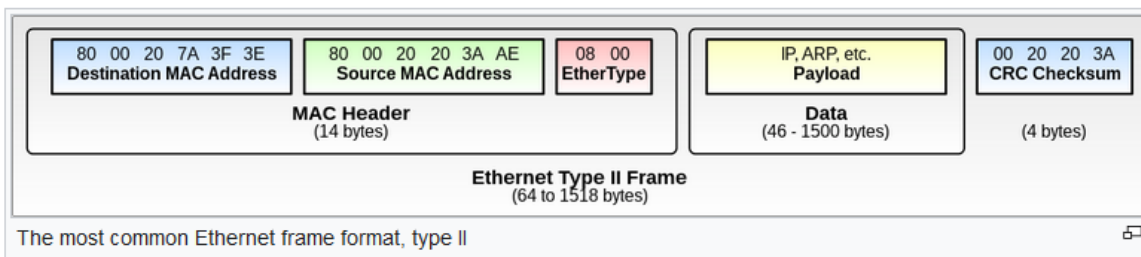 80 00 20 7A 3F 3E
Destination MAC Address
80 00 20 20 3A AE
Source MAC Address
08 00
EtherType
IP, ARP, etc.
Payload
00 20 20 3A
CRC Checksum
MAC Header
(14 bytes)
Data
(46 - 1500 bytes)
(4 bytes)
Ethernet Type II Frame
(64 to 1518 bytes)
The most common Ethernet frame format, type II